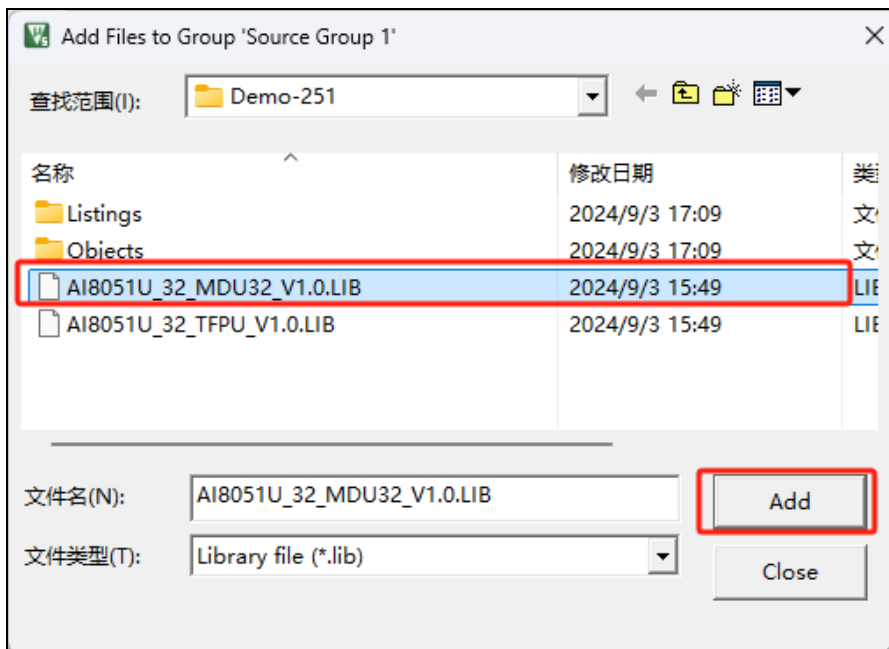 Add Files to Group 'Source Group 1'
查找范围(I): Demo-251
名称 修改日期
Listings 2024/9/3 17:09
Objects 2024/9/3 17:09
AI8051U_32_MDU32_V1.0.LIB 2024/9/3 15:49
AI8051U_32_TFPU_V1.0.LIB 2024/9/3 15:49
文件名(N): AI8051U_32_MDU32_V1.0.LIB Add
文件类型(T): Library file (*.lib) Close